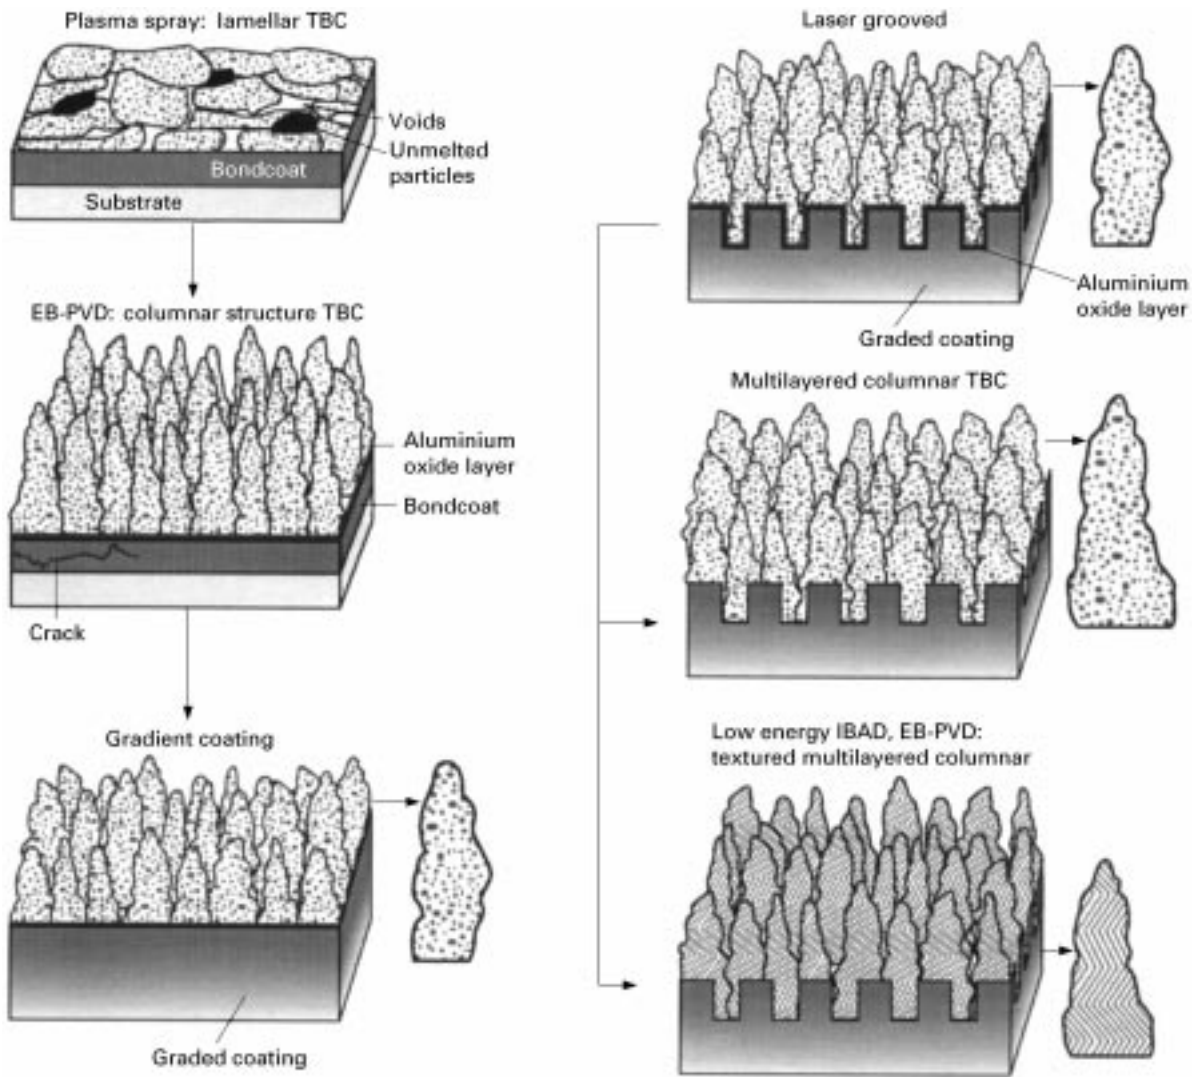 Plasma spray: lamellar TBC
Voids
Unmelted
particles
Bondcoat
Substrate
EB-PVD: columnar structure TBC
Aluminium
oxide layer
Bondcoat
Crack
Gradient coating
Graded coating
Laser grooved
Aluminium
oxide layer
Graded coating
Multilayered columnar TBC
Low energy IBAD, EB-PVD:
textured multilayered columnar